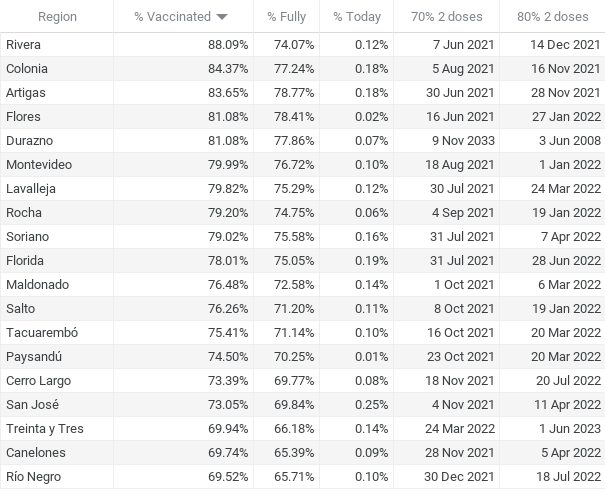 Region % Vaccinated % Fully % Today 70% 2 doses 80% 2 doses
Rivera 88.09% 74.07% 0.12% 7 Jun 2021 14 Dec 2021
Colonia 84.37% 77.24% 0.18% 5 Aug 2021 16 Nov 2021
Artigas 83.65% 78.77% 0.18% 30 Jun 2021 28 Nov 2021
Flores 81.08% 78.41% 0.02% 16 Jun 2021 27 Jan 2022
Durazno 81.08% 77.86% 0.07% 9 Nov 2033 3 Jun 2008
Montevideo 79.99% 76.72% 0.10% 18 Aug 2021 1 Jan 2022
Lavalleja 79.82% 75.29% 0.12% 30 Jul 2021 24 Mar 2022
Rocha 79.20% 74.75% 0.06% 4 Sep 2021 19 Jan 2022
Soriano 79.02% 75.58% 0.16% 31 Jul 2021 7 Apr 2022
Florida 78.01% 75.05% 0.19% 31 Jul 2021 28 Jun 2022
Maldonado 76.48% 72.58% 0.14% 1 Oct 2021 6 Mar 2022
Salto 76.26% 71.20% 0.11% 8 Oct 2021 19 Jan 2022
Tacuarembó 75.41% 71.14% 0.10% 16 Oct 2021 20 Mar 2022
Paysandú 74.50% 70.25% 0.01% 23 Oct 2021 20 Mar 2022
Cerro Largo 73.39% 69.77% 0.08% 18 Nov 2021 20 Jul 2022
San José 73.05% 69.84% 0.25% 4 Nov 2021 11 Apr 2022
Treinta y Tres 69.94% 66.18% 0.14% 24 Mar 2022 1 Jun 2023
Canelones 69.74% 65.39% 0.09% 28 Nov 2021 5 Apr 2022
Río Negro 69.52% 65.71% 0.10% 30 Dec 2021 18 Jul 2022